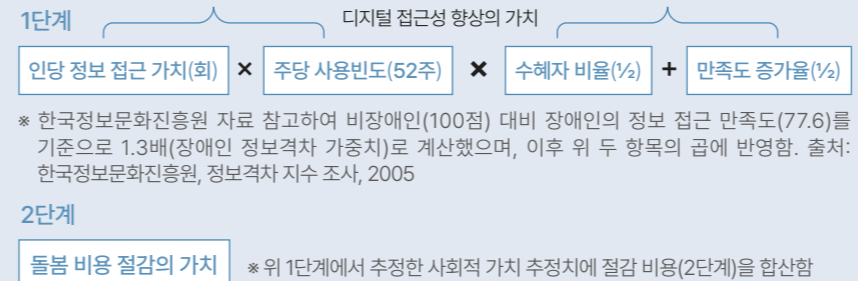 1단계
디지털 접근성 향상의 가치
인당 정보 접근 가치(회) × 주당 사용빈도(52주) × 수혜자 비율(½) + 만족도 증가율(½)
※ 한국정보문화진흥원 자료 참고하여 비장애인(100점) 대비 장애인의 정보 접근 만족도(77.6)를
기준으로 1.3배(장애인 정보격차 가중치)로 계산했으며, 이후 위 두 항목의 곱에 반영함. 출처:
한국정보문화진흥원, 정보격차 지수 조사, 2005
2단계
돌봄 비용 절감의 가치 ※ 위 1단계에서 추정한 사회적 가치 추정치에 절감 비용(2단계)을 합산함